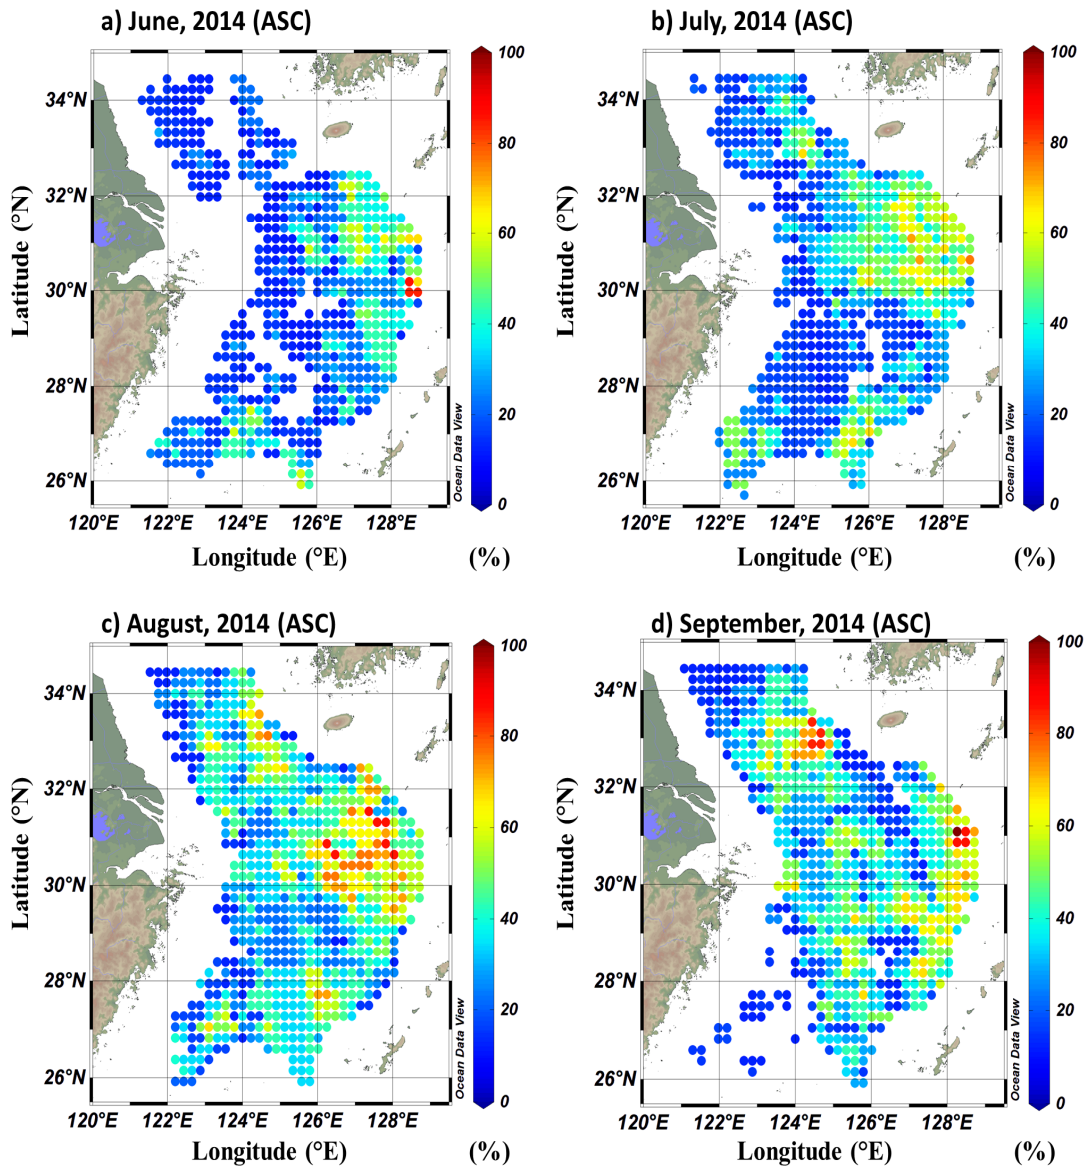 a) June, 2014 (ASC)
100
80
60
40
20
0
34°N
32°N
30°N
28°N
26°N
Latitude (°N)
120°E 122°E 124°E 126°E 128°E
Longitude (°E) (%)
Ocean Data View
b) July, 2014 (ASC)
100
80
60
40
20
0
34°N
32°N
30°N
28°N
26°N
Latitude (°N)
120°E 122°E 124°E 126°E 128°E
Longitude (°E) (%)
Ocean Data View
c) August, 2014 (ASC)
100
80
60
40
20
0
34°N
32°N
30°N
28°N
26°N
Latitude (°N)
120°E 122°E 124°E 126°E 128°E
Longitude (°E) (%)
Ocean Data View
d) September, 2014 (ASC)
100
80
60
40
20
0
34°N
32°N
30°N
28°N
26°N
Latitude (°N)
120°E 122°E 124°E 126°E 128°E
Longitude (°E) (%)
Ocean Data View